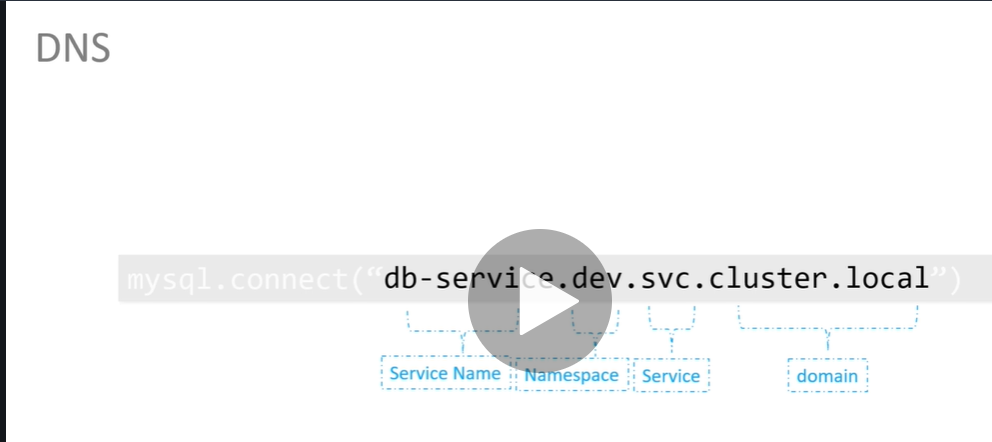 DNS
mysql.connect(“db-service.dev.svc.cluster.local”)
Service Name Namespace Service domain